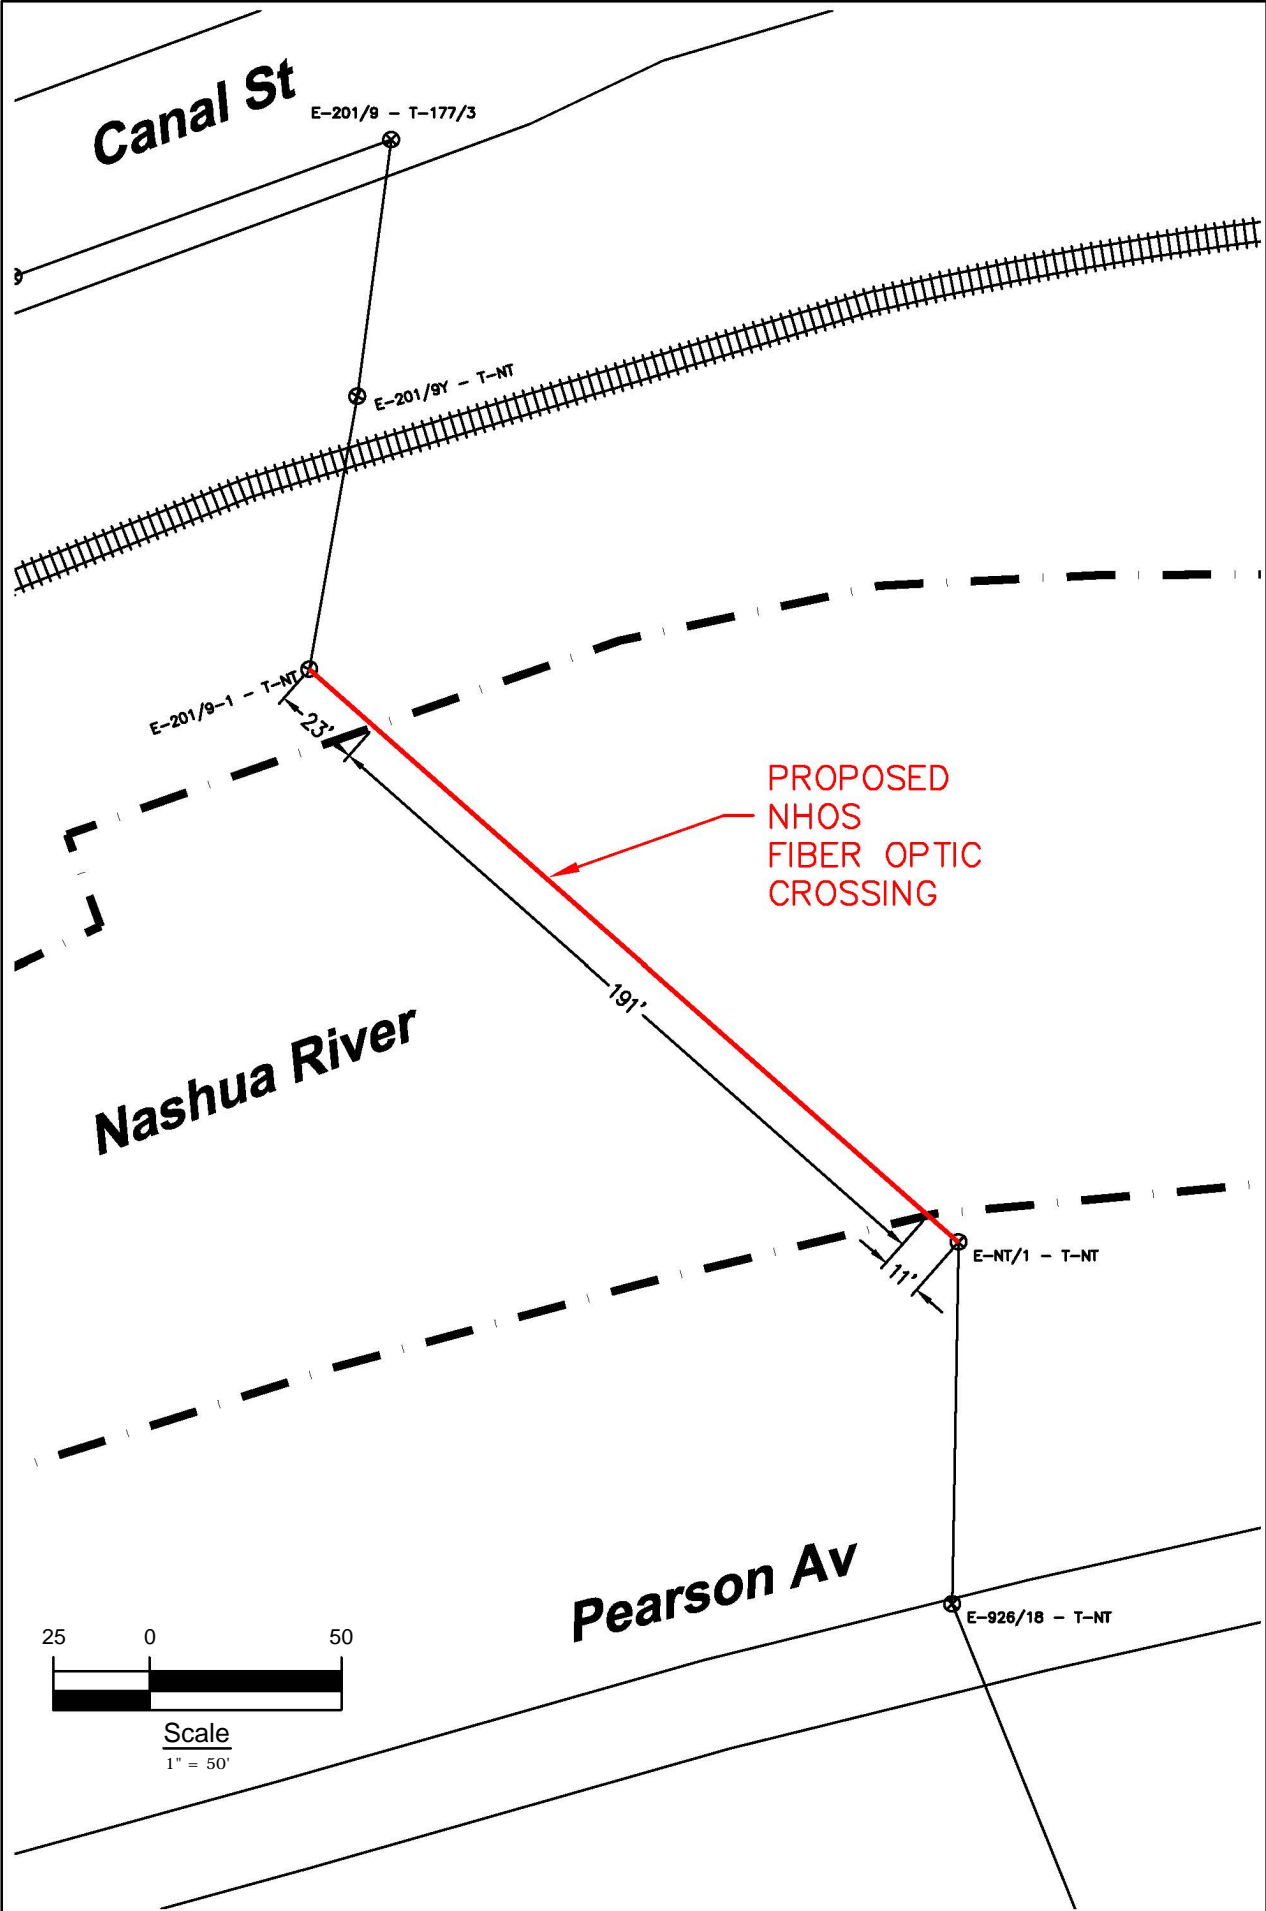 Canal St
E-201/9 - T-177/3
E-201/9Y - T-NT
E-201/9-1 - T-NT
23'
PROPOSED
NHOS
FIBER OPTIC
CROSSING
191'
Nashua River
E-NT/1 - T-NT
11'
Pearson Av
E-926/18 - T-NT
25 0 50
Scale
1" = 50'